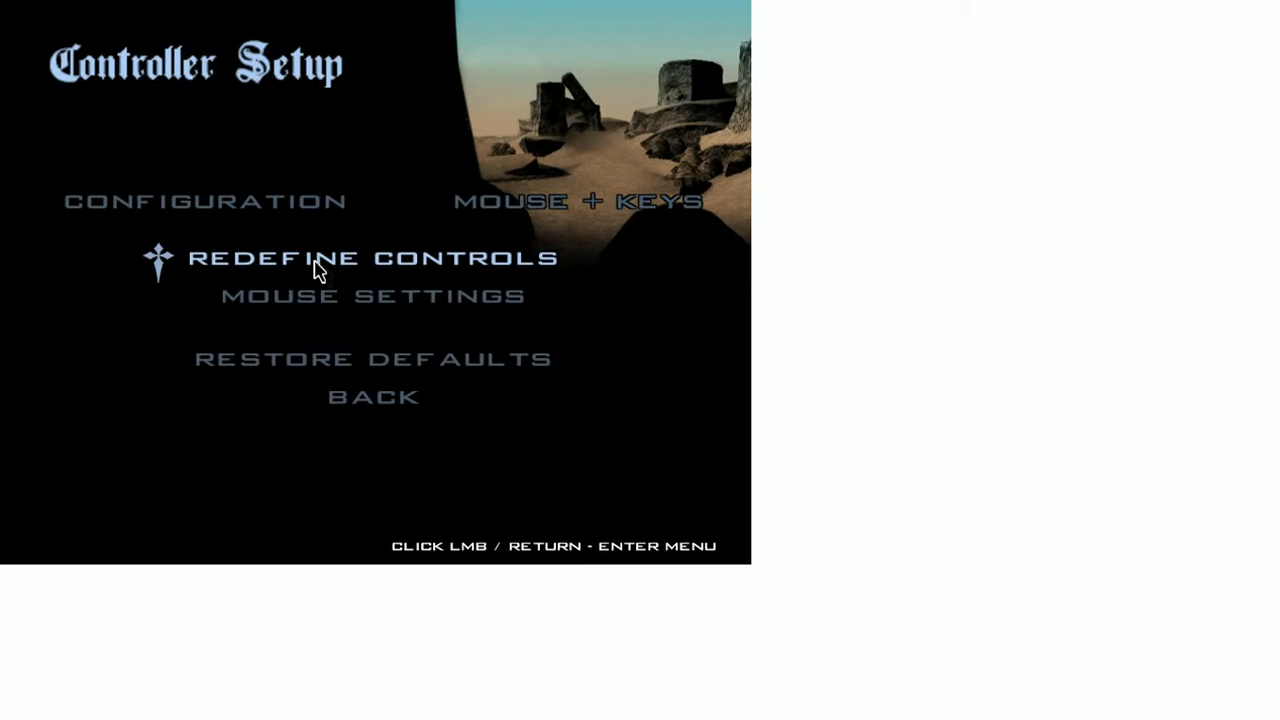 Controller Setup
CONFIGURATION MOUSE + KEYS
REDEFINE CONTROLS
MOUSE SETTINGS
RESTORE DEFAULTS
BACK
CLICK LMB / RETURN - ENTER MENU